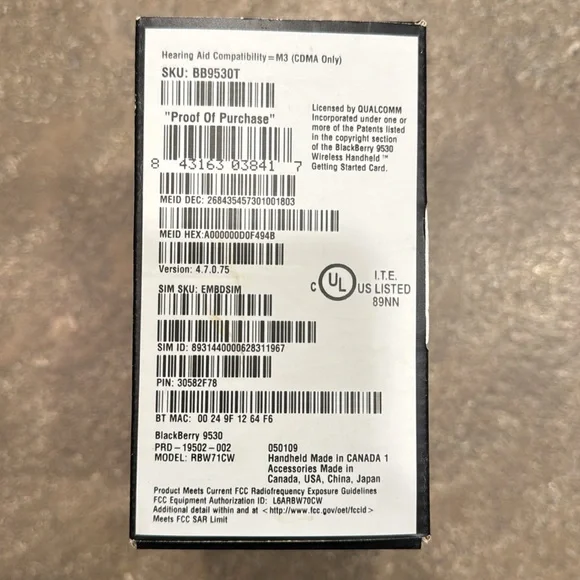 Hearing Aid Compatibility = M3 (CDMA Only)
SKU: BB9530T
"Proof Of Purchase"
8 43163 03841 7
Licensed by QUALCOMM
Incorporated under one or
more of the Patents listed
in the copyright section
of the BlackBerry 9530
Wireless Handheld ™
Getting Started Card.
MEID DEC: 268435457301001803
MEID HEX:A000000D0F494B
Version: 4.7.0.75
SIM SKU: EMBDSIM
C UL US LISTED
I.T.E.
89NN
SIM ID: 8931440000628311967
PIN: 30582F78
BT MAC: 00 24 9F 12 64 F6
BlackBerry 9530
PRD-19502-002
MODEL: RBW71CW
050109
Handheld Made in CANADA 1
Accessories Made in
Canada, USA, China, Japan
Product Meets Current FCC Radiofrequency Exposure Guidelines
FCC Equipment Authorization ID: L6ARBW70CW
Additional detail within and at <http://www.fcc.gov/oet/fccid>
Meets FCC SAR Limit